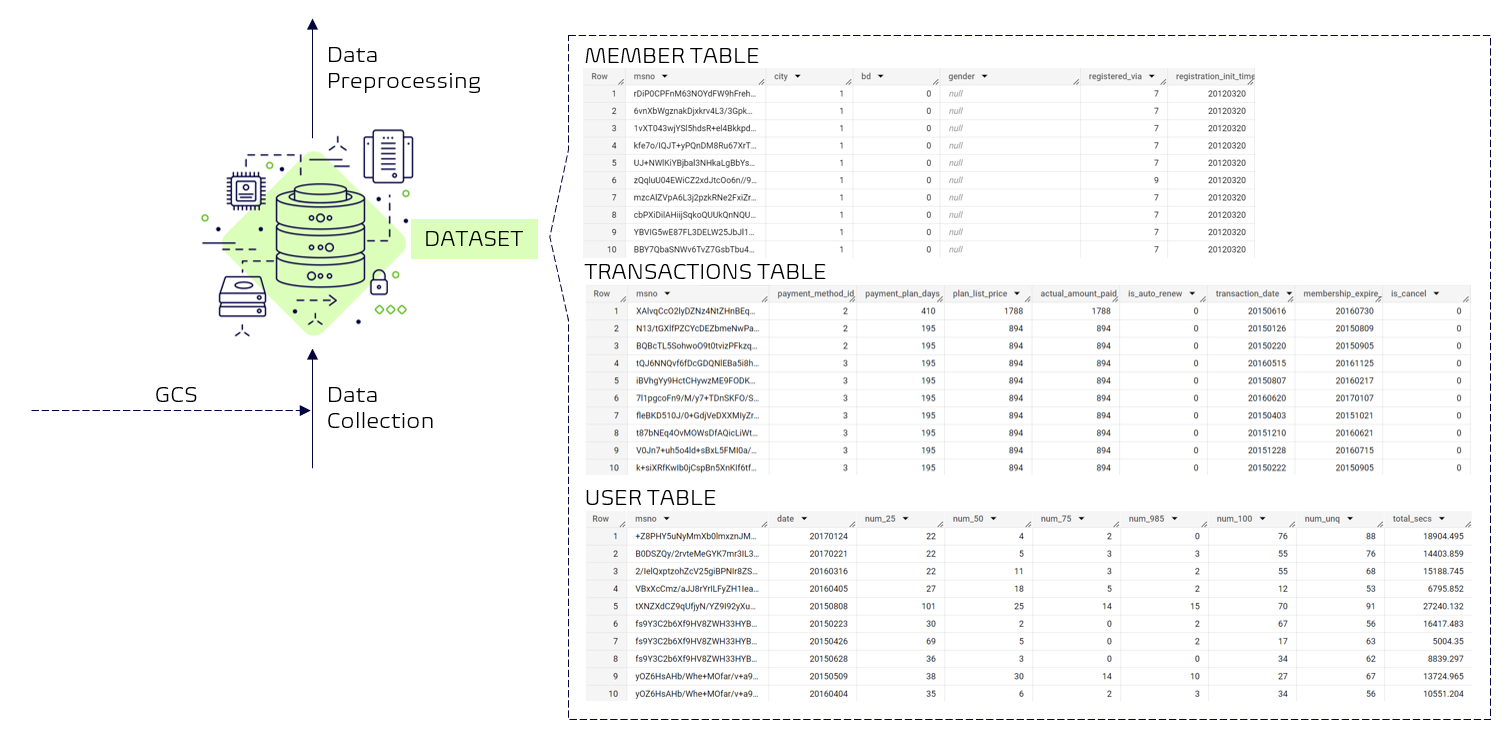 Data
Preprocessing
DATASET
GCS
Data
Collection
MEMBER TABLE
Row msno city bd gender registered_via registration_init_time
1 rDiP0CPFnM63NOYdFW9hFreh... 1 0 null 7 20120320
2 6vnXbWgznakDjxkrv4L3/3Gpk... 1 0 null 7 20120320
3 1vXT043wjYSl5hdsR+el4Bkkpd... 1 0 null 7 20120320
4 kfe7o/IQJT+yPQnDM8Ru67XrT... 1 0 null 7 20120320
5 UJ+NWlKiYBjbal3NHkaLgBbYs... 1 0 null 7 20120320
6 zQqluU04EWiCZ2xdJtcOo6n//9... 1 0 null 9 20120320
7 mzcAlZVpA6L3j2pzkRNe2FxiZr... 1 0 null 7 20120320
8 cbPXiDilAHiijSqkoQUUkQnNQU... 1 0 null 7 20120320
9 YBVIG5wE87FL3DELW25JbJl1... 1 0 null 7 20120320
10 BBY7QbaSNWv6TvZ7GsbTbu4... 1 0 null 7 20120320
TRANSACTIONS TABLE
Row msno payment_method_id payment_plan_days plan_list_price actual_amount_paid is_auto_renew transaction_date membership_expire_ is_cancel
1 XAlvqCcO2lyDZNz4NtZHnBEq... 2 410 1788 1788 0 20150616 20160730 0
2 N13/tGXlfPZCYcDEZbmeNwPa... 2 195 894 894 0 20150126 20150809 0
3 BQBcTL5SohwoO9t0tvizPFkzq... 2 195 894 894 0 20150220 20150905 0
4 tQJ6NNQvf6fDcGDQNlEBa5i8h... 3 195 894 894 0 20160515 20161125 0
5 iBVhgYy9HctCHywzME9FODK... 3 195 894 894 0 20150807 20160217 0
6 7l1pgcoFn9/M/y7+TDnSKFO/S... 3 195 894 894 0 20160620 20170107 0
7 fleBKD510J/0+GdjVeDXXMIyZr... 3 195 894 894 0 20150403 20151021 0
8 t87bNEq4OvMOWsDfAQicLiWt... 3 195 894 894 0 20151210 20160621 0
9 V0Jn7+uh5o4ld+sBxL5FMI0a/... 3 195 894 894 0 20151228 20160715 0
10 k+siXRfKwIb0jCspBn5XnKIf6tf... 3 195 894 894 0 20150222 20150905 0
USER TABLE
Row msno date num_25 num_50 num_75 num_985 num_100 num_unq total_secs
1 +Z8PHY5uNyMmXb0lmxznJM... 20170124 22 4 2 0 76 88 18904.495
2 B0DSZQy/2rvteMeGYK7mr3IL3... 20170221 22 5 3 3 55 76 14403.859
3 2/IelQxptzohZcV25giBPNIr8ZS... 20160316 22 11 3 2 55 68 15188.745
4 VBxXcCmz/aJJ8rYrILFyZH1Iea... 20160405 27 18 5 2 12 53 6795.852
5 tXNZXdCZ9qUfjyN/YZ9I92yXu... 20150808 101 25 14 15 70 91 27240.132
6 fs9Y3C2b6Xf9HV8ZWH33HYB... 20150223 30 2 0 2 67 56 16417.483
7 fs9Y3C2b6Xf9HV8ZWH33HYB... 20150426 69 5 0 2 17 63 5004.35
8 fs9Y3C2b6Xf9HV8ZWH33HYB... 20150628 36 3 0 0 34 62 8839.297
9 yOZ6HsAHb/Whe+MOfar/v+a9... 20150509 38 30 14 10 27 67 13724.965
10 yOZ6HsAHb/Whe+MOfar/v+a9... 20160404 35 6 2 3 34 56 10551.204